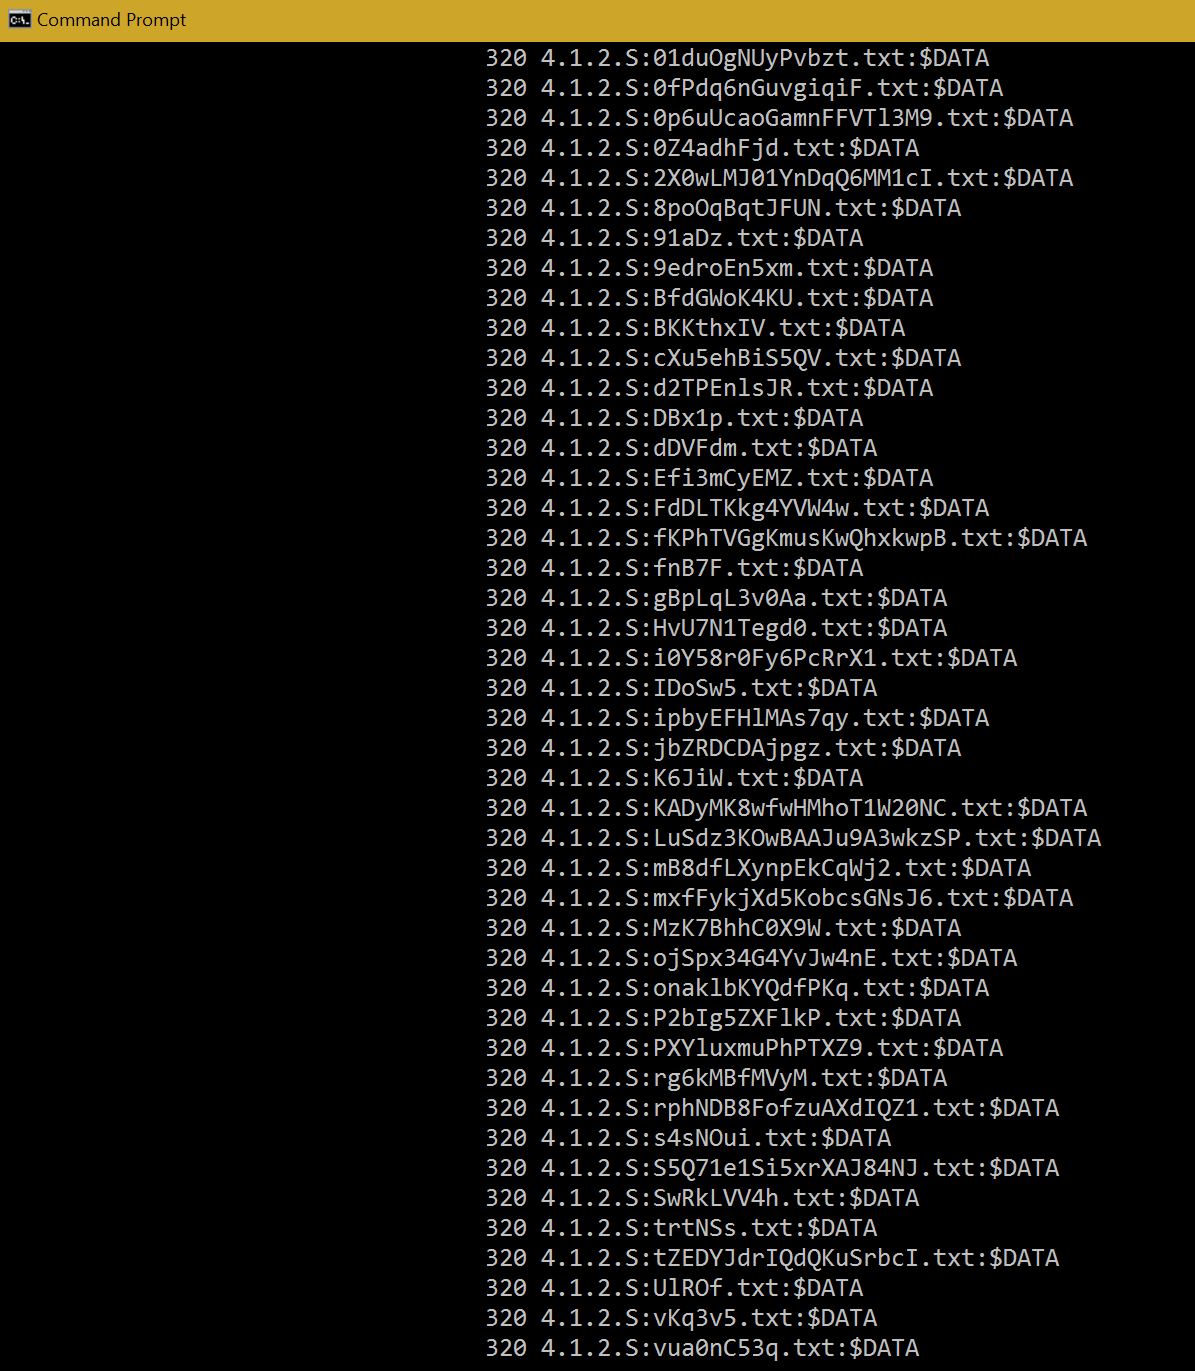 Command Prompt
320 4.1.2.S:01duOgNUyPvbzt.txt:$DATA
320 4.1.2.S:0fPdq6nGuvgiqiF.txt:$DATA
320 4.1.2.S:0p6uUcaoGamnFFVTl3M9.txt:$DATA
320 4.1.2.S:0Z4adhFjd.txt:$DATA
320 4.1.2.S:2X0wLMJ01YnDqQ6MM1cI.txt:$DATA
320 4.1.2.S:8poOqBqtJFUN.txt:$DATA
320 4.1.2.S:91aDz.txt:$DATA
320 4.1.2.S:9edroEn5xm.txt:$DATA
320 4.1.2.S:BfdGWoK4KU.txt:$DATA
320 4.1.2.S:BKKthxIV.txt:$DATA
320 4.1.2.S:cXu5ehBiS5QV.txt:$DATA
320 4.1.2.S:d2TPEnlsJR.txt:$DATA
320 4.1.2.S:DBx1p.txt:$DATA
320 4.1.2.S:dDVFdm.txt:$DATA
320 4.1.2.S:Efi3mCyEMZ.txt:$DATA
320 4.1.2.S:FdDLTKkg4YVW4w.txt:$DATA
320 4.1.2.S:fKPhTVGgKmusKwQhxkwpB.txt:$DATA
320 4.1.2.S:fnB7F.txt:$DATA
320 4.1.2.S:gBpLqL3v0Aa.txt:$DATA
320 4.1.2.S:HvU7N1Tegd0.txt:$DATA
320 4.1.2.S:i0Y58r0Fy6PcRrX1.txt:$DATA
320 4.1.2.S:IDoSw5.txt:$DATA
320 4.1.2.S:ipbyEFHlMAs7qy.txt:$DATA
320 4.1.2.S:jbZRDCDAjpgz.txt:$DATA
320 4.1.2.S:K6JiW.txt:$DATA
320 4.1.2.S:KADyMK8wfwHMhoT1W20NC.txt:$DATA
320 4.1.2.S:LuSdz3KOwBAAJu9A3wkzSP.txt:$DATA
320 4.1.2.S:mB8dfLXynpEkCqWj2.txt:$DATA
320 4.1.2.S:mxfFykjXd5KobcsGNsJ6.txt:$DATA
320 4.1.2.S:MzK7BhhC0X9W.txt:$DATA
320 4.1.2.S:ojSpx34G4YvJw4nE.txt:$DATA
320 4.1.2.S:onaklbKYQdfPKq.txt:$DATA
320 4.1.2.S:P2bIg5ZXFlkP.txt:$DATA
320 4.1.2.S:PXYluxmuPhPTXZ9.txt:$DATA
320 4.1.2.S:rg6kMBfMVyM.txt:$DATA
320 4.1.2.S:rphNDB8FofzuAXdIQZ1.txt:$DATA
320 4.1.2.S:s4sNOui.txt:$DATA
320 4.1.2.S:S5Q71e1Si5xrXAJ84NJ.txt:$DATA
320 4.1.2.S:SwRkLVV4h.txt:$DATA
320 4.1.2.S:trtNSs.txt:$DATA
320 4.1.2.S:tZEDYJdrIQdQKuSrbcI.txt:$DATA
320 4.1.2.S:UlROf.txt:$DATA
320 4.1.2.S:vKq3v5.txt:$DATA
320 4.1.2.S:vua0nC53q.txt:$DATA